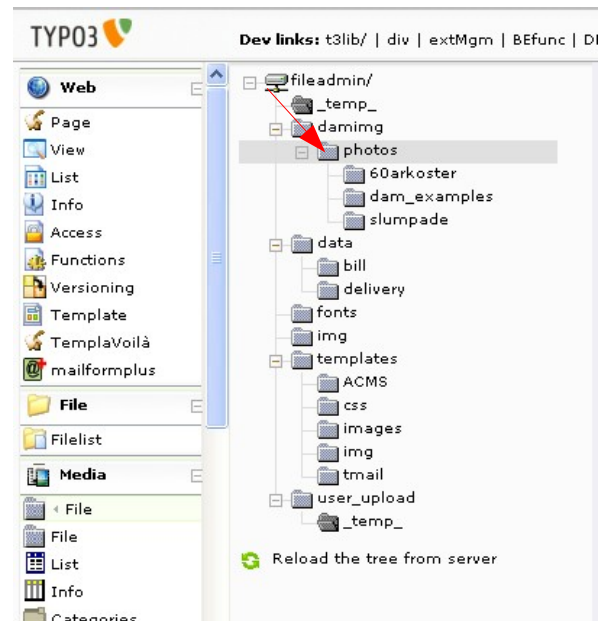 TYPO3
Dev links: t3lib/ | div | extMgm | BEfunc |
Web
Page
View
List
Info
Access
Functions
Versioning
Template
TemplaVoilà
mailformplus
File
Filelist
Media
File
File
List
Info
Categories
fileadmin/
_temp_
damimg
photos
60arkoster
dam_examples
slumpade
data
bill
delivery
fonts
img
templates
ACMS
css
images
img
tmail
user_upload
_temp_
Reload the tree from server